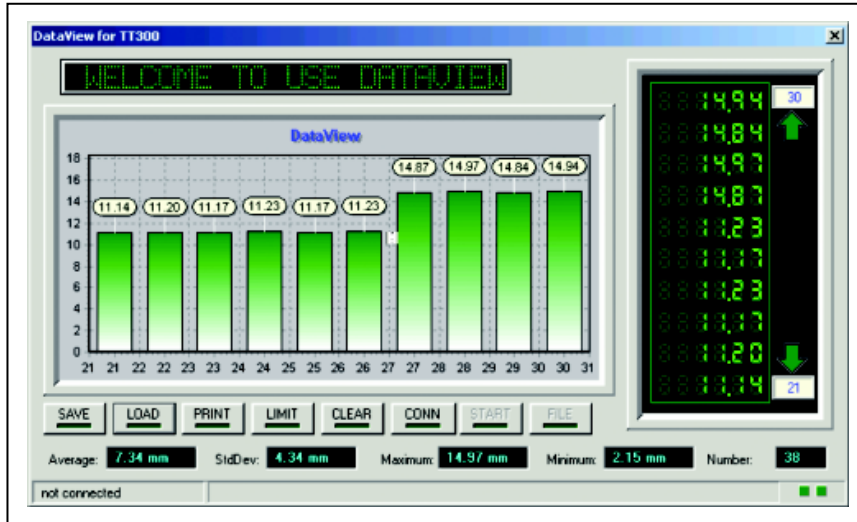 DataView for TT300
WELCOME TO USE DATAVIEW
DataView
18
16
14
12
10
8
6
4
2
0
11.14 11.20 11.17 11.23 11.17 11.23 14.87 14.97 14.84 14.94
21 21 22 22 23 23 24 24 25 25 26 26 27 27 28 28 29 29 30 30 31
14.94 30
14.84
14.97
14.87
11.23
11.17
11.23
11.17
11.20
11.14 21
SAVE LOAD PRINT LIMIT CLEAR CONN START FILE
Average: 7.34 mm StdDev: 4.34 mm Maximum: 14.97 mm Minimum: 2.15 mm Number: 38
not connected